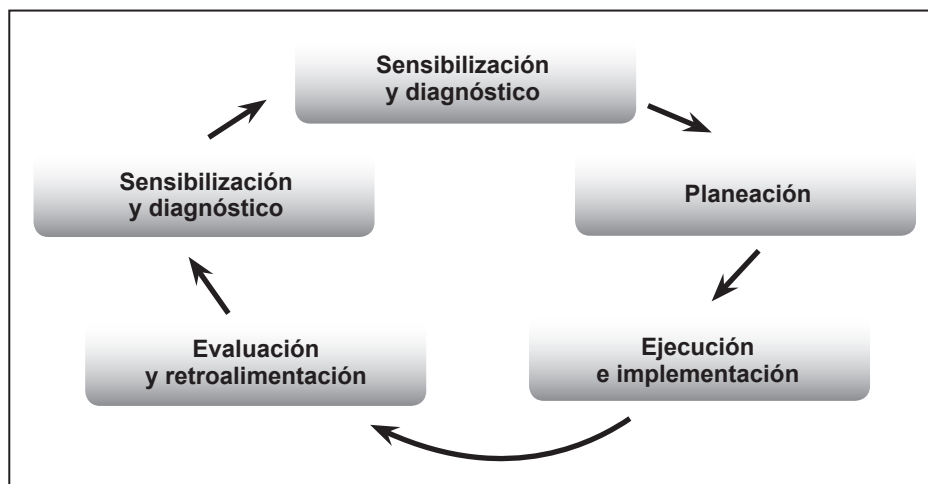 Sensibilización
y diagnóstico
Sensibilización
y diagnóstico
Planeación
Evaluación
y retroalimentación
Ejecución
e implementación